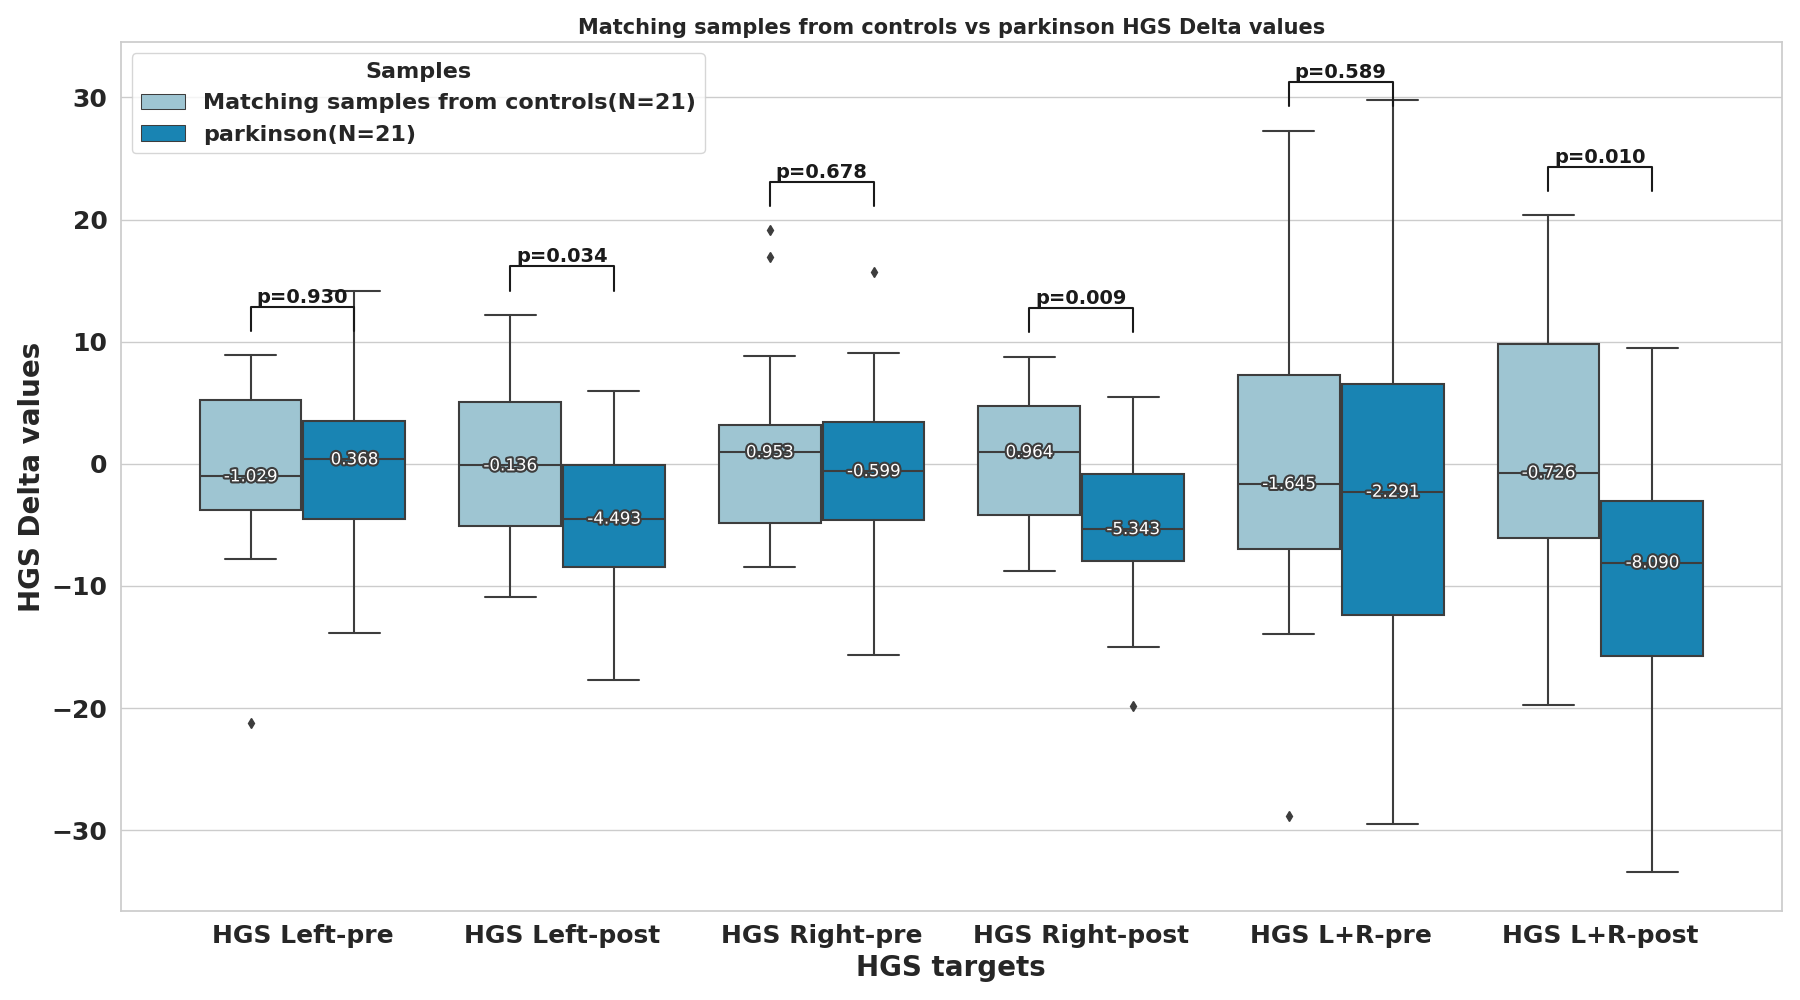 Matching samples from controls vs parkinson HGS Delta values
Samples
Matching samples from controls(N=21)
parkinson(N=21)
p=0.930
p=0.034
p=0.678
p=0.009
p=0.589
p=0.010
-1.029
0.368
-0.136
-4.493
0.953
-0.599
0.964
-5.343
-1.645
-2.291
-0.726
-8.090
HGS Delta values
30
20
10
0
−10
−20
−30
HGS Left-pre
HGS Left-post
HGS Right-pre
HGS Right-post
HGS L+R-pre
HGS L+R-post
HGS targets